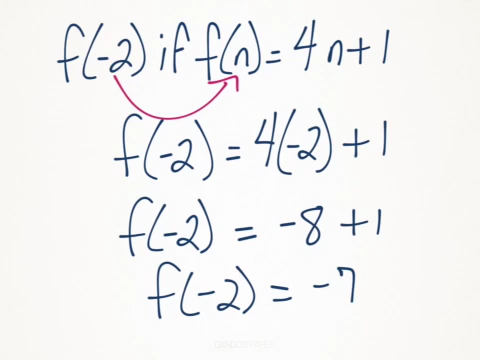 f(-2) if f(n) = 4n+1
f(-2) = 4(-2) + 1
f(-2) = -8 + 1
f(-2) = -7